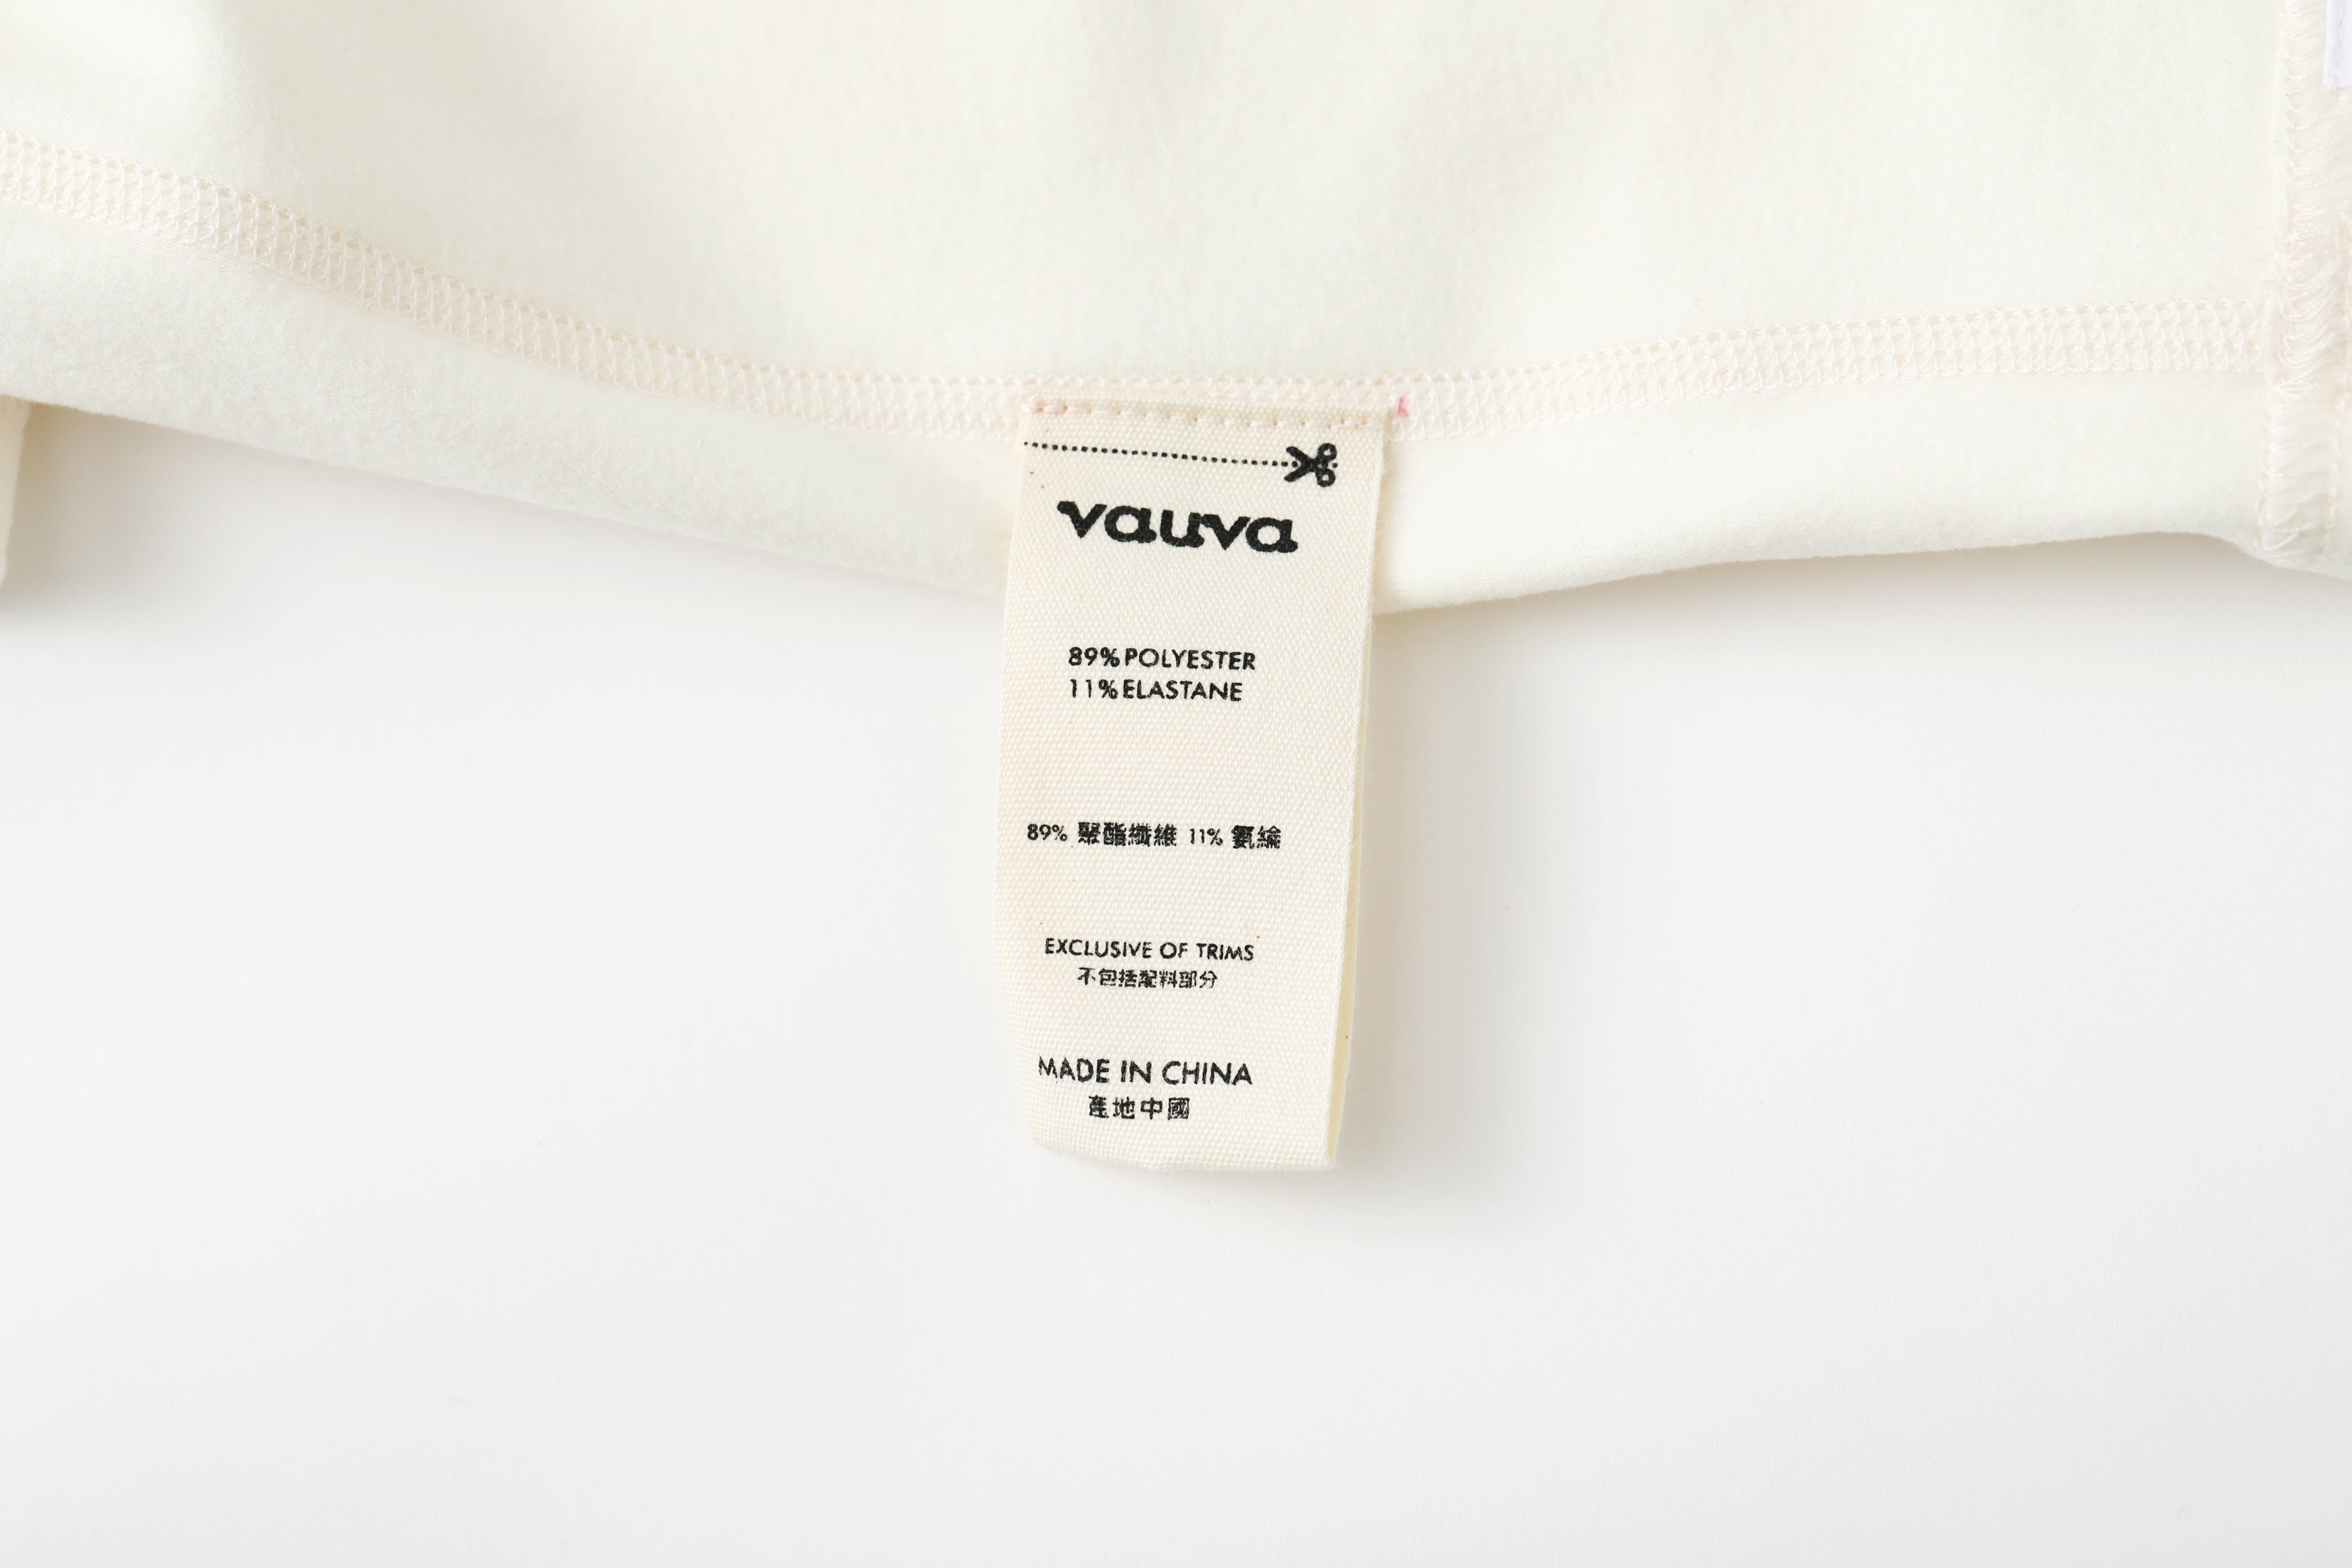 vauva
89% POLYESTER
11% ELASTANE
89% 聚酯纖維 11% 氨綸
EXCLUSIVE OF TRIMS
不包括配料部分
MADE IN CHINA
產地中國